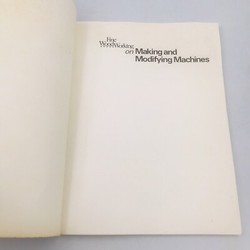 Fine
WoodWorking
on Making and
Modifying Machines